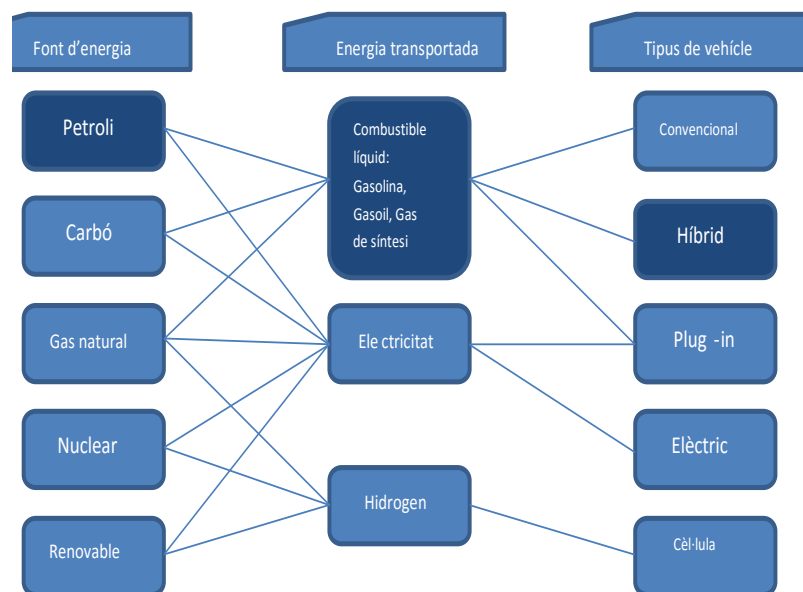 Font d'energia
Energia transportada
Tipus de vehícle
Petroli
Carbó
Gas natural
Nuclear
Renovable
Combustible
líquid:
Gasolina,
Gasoil, Gas
de síntesi
Ele ctricitat
Hidrogen
Convencional
Híbrid
Plug -in
Elèctric
Cèl·lula